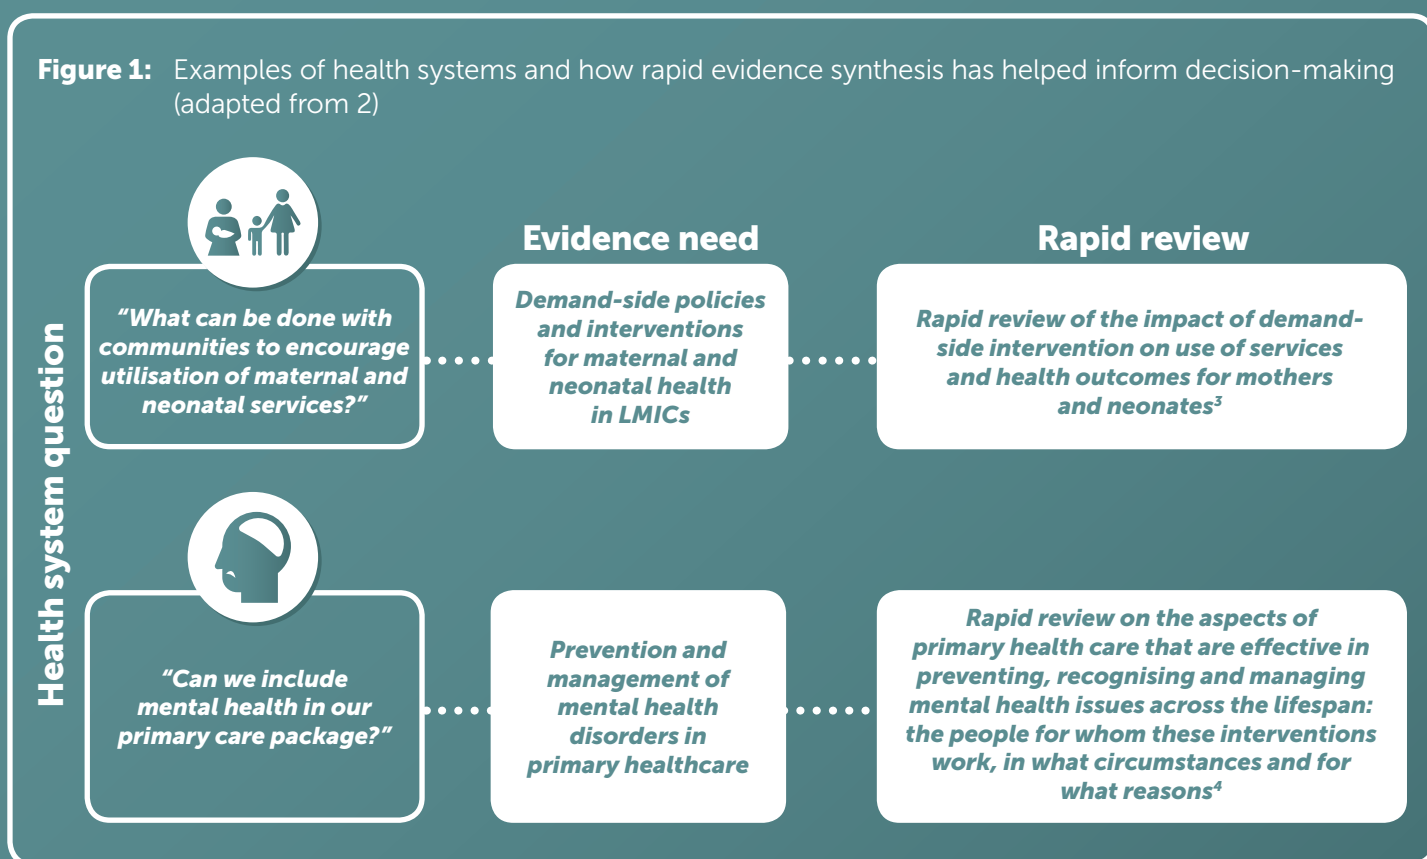 Figure 1: Examples of health systems and how rapid evidence synthesis has helped inform decision-making
(adapted from 2)
Health system question
Evidence need
Rapid review
“What can be done with
communities to encourage
utilisation of maternal and
neonatal services?”
Demand-side policies
and interventions
for maternal and
neonatal health
in LMICs
Rapid review of the impact of demand-
side intervention on use of services
and health outcomes for mothers
and neonates³
“Can we include
mental health in our
primary care package?”
Prevention and
management of
mental health
disorders in
primary healthcare
Rapid review on the aspects of
primary health care that are effective in
preventing, recognising and managing
mental health issues across the lifespan:
the people for whom these interventions
work, in what circumstances and for
what reasons⁴